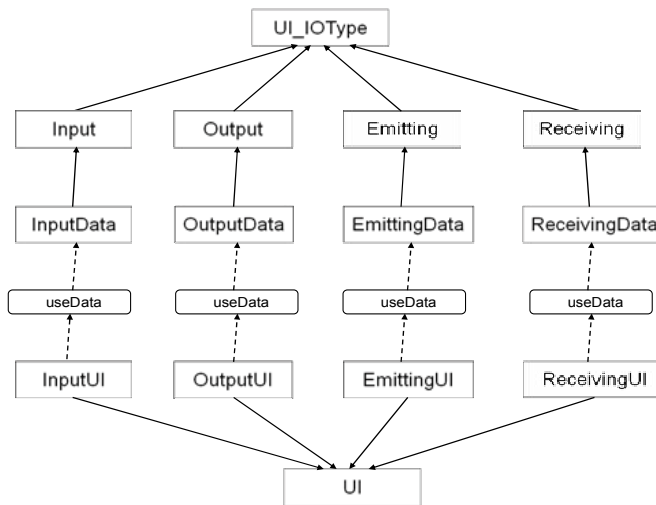 UI_IOType
Input
Output
Emitting
Receiving
InputData
OutputData
EmittingData
ReceivingData
useData
useData
useData
useData
InputUI
OutputUI
EmittingUI
ReceivingUI
UI